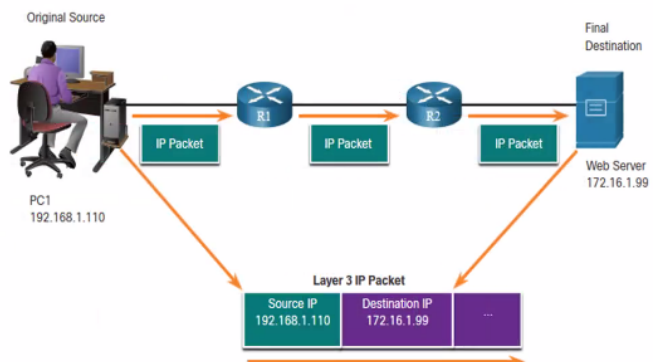 Original Source
Final
Destination
R1
R2
IP Packet
IP Packet
IP Packet
Web Server
172.16.1.99
PC1
192.168.1.110
Layer 3 IP Packet
Source IP
192.168.1.110
Destination IP
172.16.1.99
...